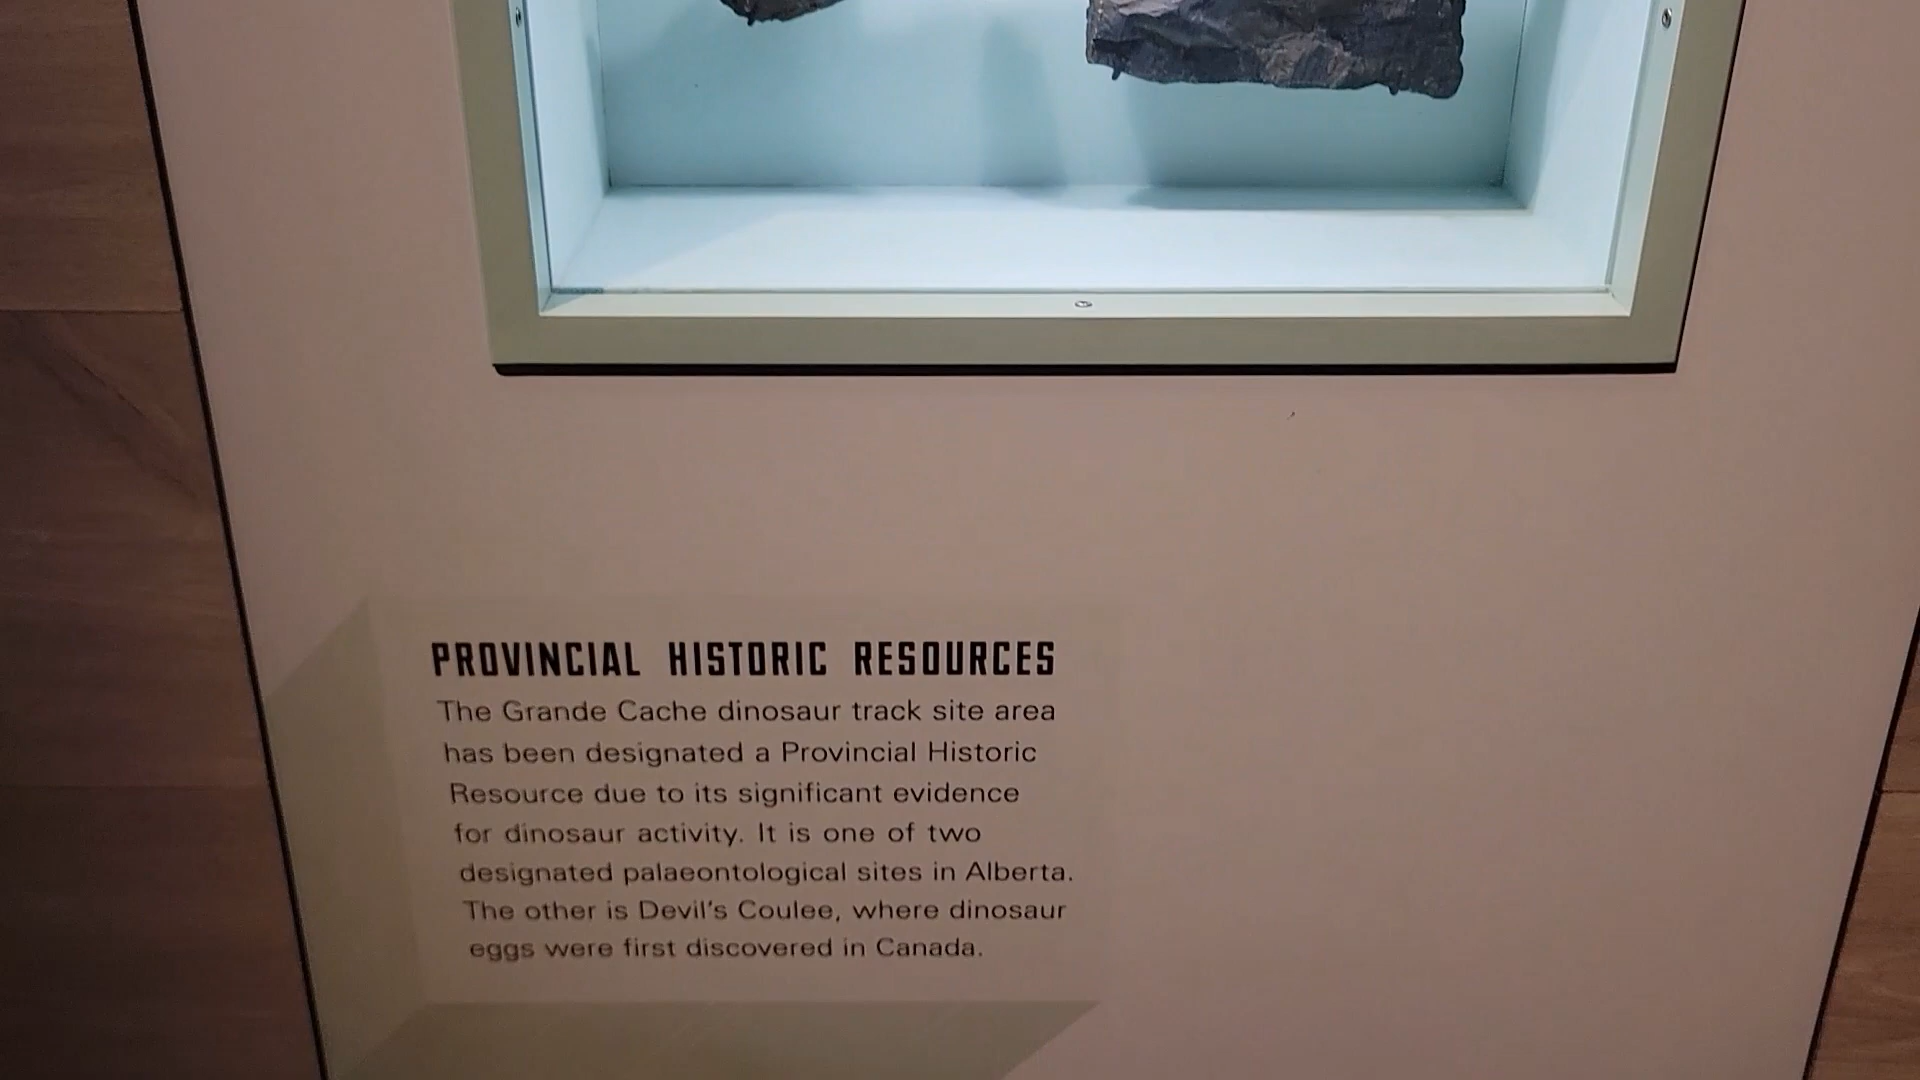 PROVINCIAL HISTORIC RESOURCES
The Grande Cache dinosaur track site area
has been designated a Provincial Historic
Resource due to its significant evidence
for dinosaur activity. It is one of two
designated palaeontological sites in Alberta.
The other is Devil's Coulee, where dinosaur
eggs were first discovered in Canada.